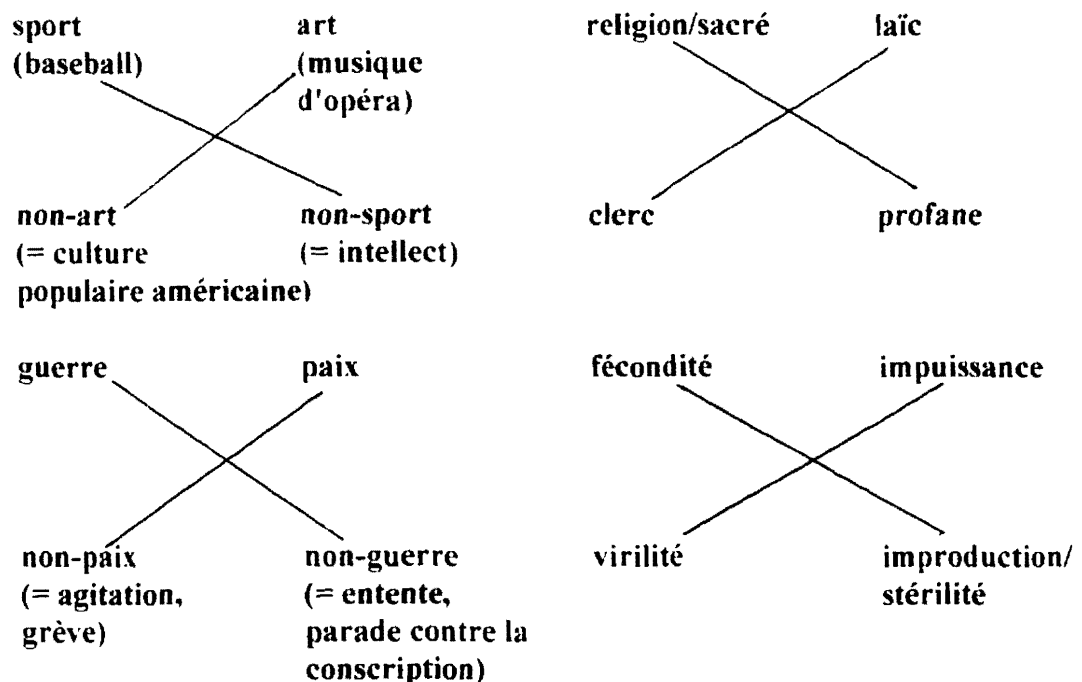 sport
(baseball)
art
(musique
d'opéra)
non-art
(= culture
populaire américaine)
non-sport
(= intellect)
religion/sacré
laïc
clerc
profane
guerre
paix
non-paix
(= agitation,
grève)
non-guerre
(= entente,
parade contre la
conscription)
fécondité
impuissance
virilité
improduction/
stérilité